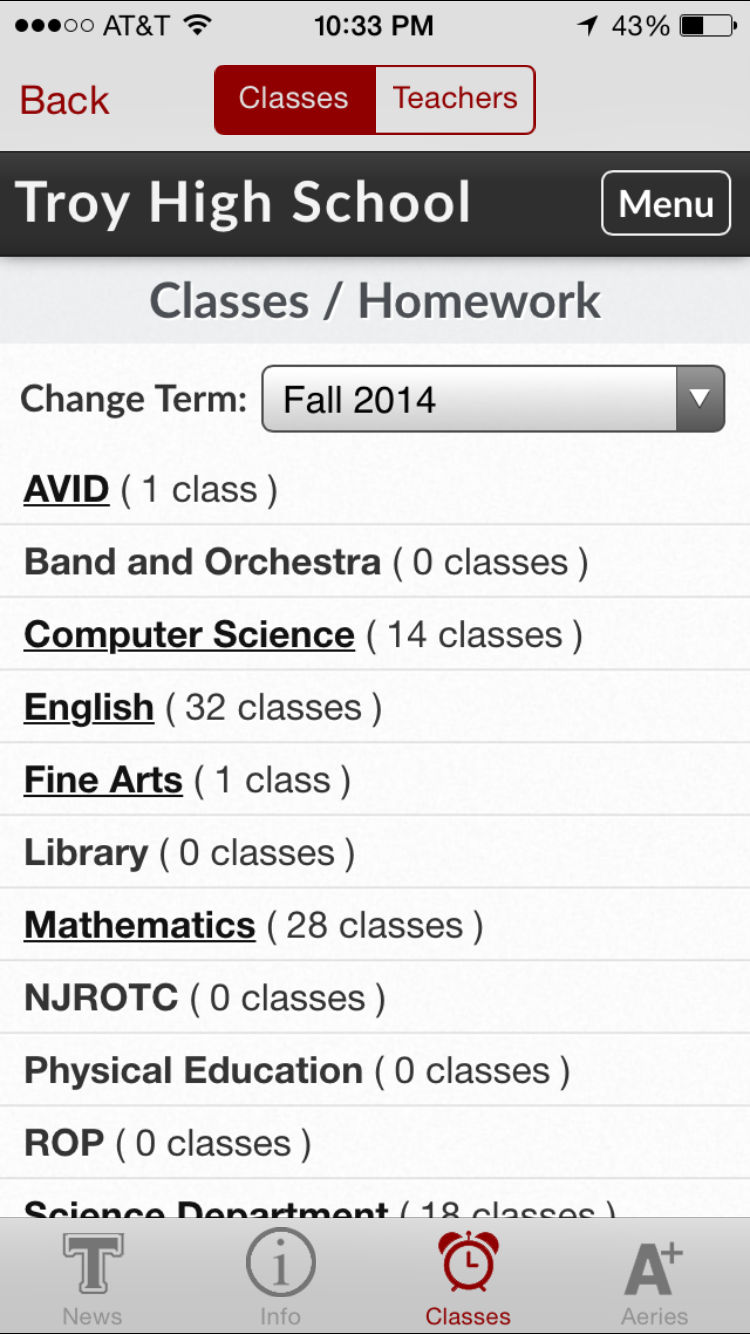 AT&T 10:33 PM 43%
Back Classes Teachers
Troy High School Menu
Classes / Homework
Change Term: Fall 2014
AVID ( 1 class )
Band and Orchestra ( 0 classes )
Computer Science ( 14 classes )
English ( 32 classes )
Fine Arts ( 1 class )
Library ( 0 classes )
Mathematics ( 28 classes )
NJROTC ( 0 classes )
Physical Education ( 0 classes )
ROP ( 0 classes )
Science Department ( 18 classes )
T i A+
News Info Classes Aeries